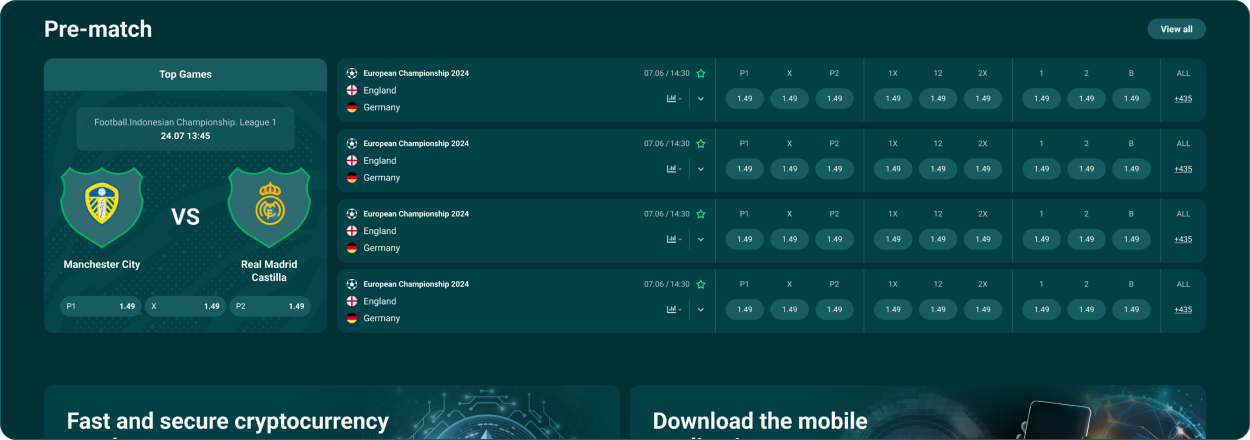 Pre-match
View all
Top Games
Football.Indonesian Championship. League 1
24.07 13:45
VS
Manchester City
Real Madrid
Castilla
P1 1.49 X 1.49 P2 1.49
European Championship 2024 07.06 / 14:30 P1 X P2 1X 12 2X 1 2 B ALL
England
1.49 1.49 1.49 1.49 1.49 1.49 1.49 1.49 1.49 +435
Germany
European Championship 2024 07.06 / 14:30 P1 X P2 1X 12 2X 1 2 B ALL
England
1.49 1.49 1.49 1.49 1.49 1.49 1.49 1.49 1.49 +435
Germany
European Championship 2024 07.06 / 14:30 P1 X P2 1X 12 2X 1 2 B ALL
England
1.49 1.49 1.49 1.49 1.49 1.49 1.49 1.49 1.49 +435
Germany
European Championship 2024 07.06 / 14:30 P1 X P2 1X 12 2X 1 2 B ALL
England
1.49 1.49 1.49 1.49 1.49 1.49 1.49 1.49 1.49 +435
Germany
Fast and secure cryptocurrency
Download the mobile